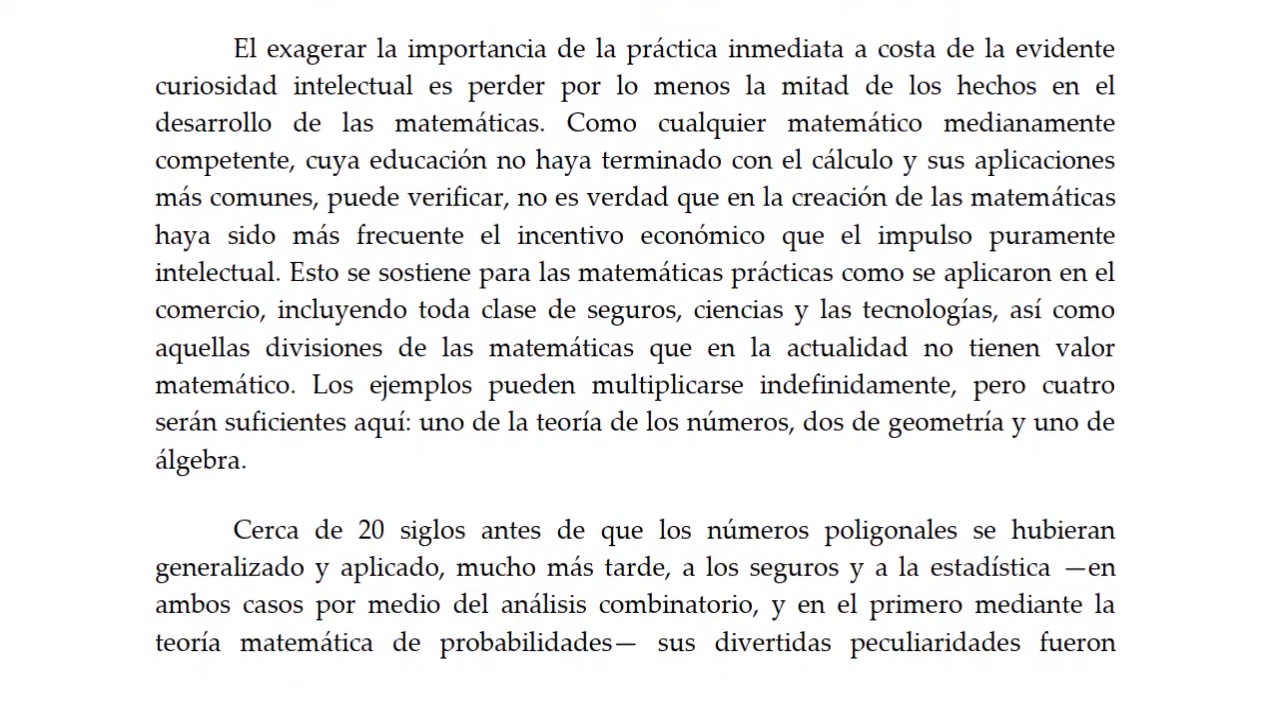 El exagerar la importancia de la práctica inmediata a costa de la evidente
curiosidad intelectual es perder por lo menos la mitad de los hechos en el
desarrollo de las matemáticas. Como cualquier matemático medianamente
competente, cuya educación no haya terminado con el cálculo y sus aplicaciones
más comunes, puede verificar, no es verdad que en la creación de las matemáticas
haya sido más frecuente el incentivo económico que el impulso puramente
intelectual. Esto se sostiene para las matemáticas prácticas como se aplicaron en el
comercio, incluyendo toda clase de seguros, ciencias y las tecnologías, así como
aquellas divisiones de las matemáticas que en la actualidad no tienen valor
matemático. Los ejemplos pueden multiplicarse indefinidamente, pero cuatro
serán suficientes aquí: uno de la teoría de los números, dos de geometría y uno de
álgebra.
Cerca de 20 siglos antes de que los números poligonales se hubieran
generalizado y aplicado, mucho más tarde, a los seguros y a la estadística —en
ambos casos por medio del análisis combinatorio, y en el primero mediante la
teoría matemática de probabilidades— sus divertidas peculiaridades fueron